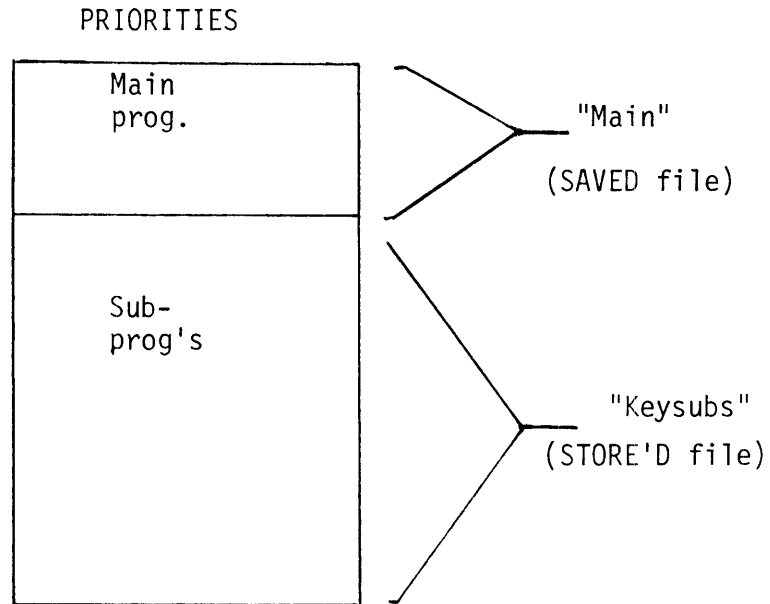 PRIORITIES
Main
prog.
"Main"
(SAVED file)
Sub-
prog's
"Keysubs"
(STORE'D file)